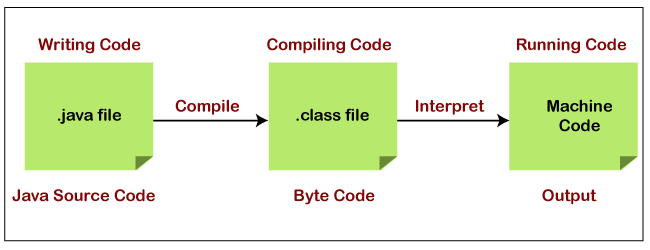 Writing Code
Compiling Code
Running Code
.java file
Compile
.class file
Interpret
Machine
Code
Java Source Code
Byte Code
Output